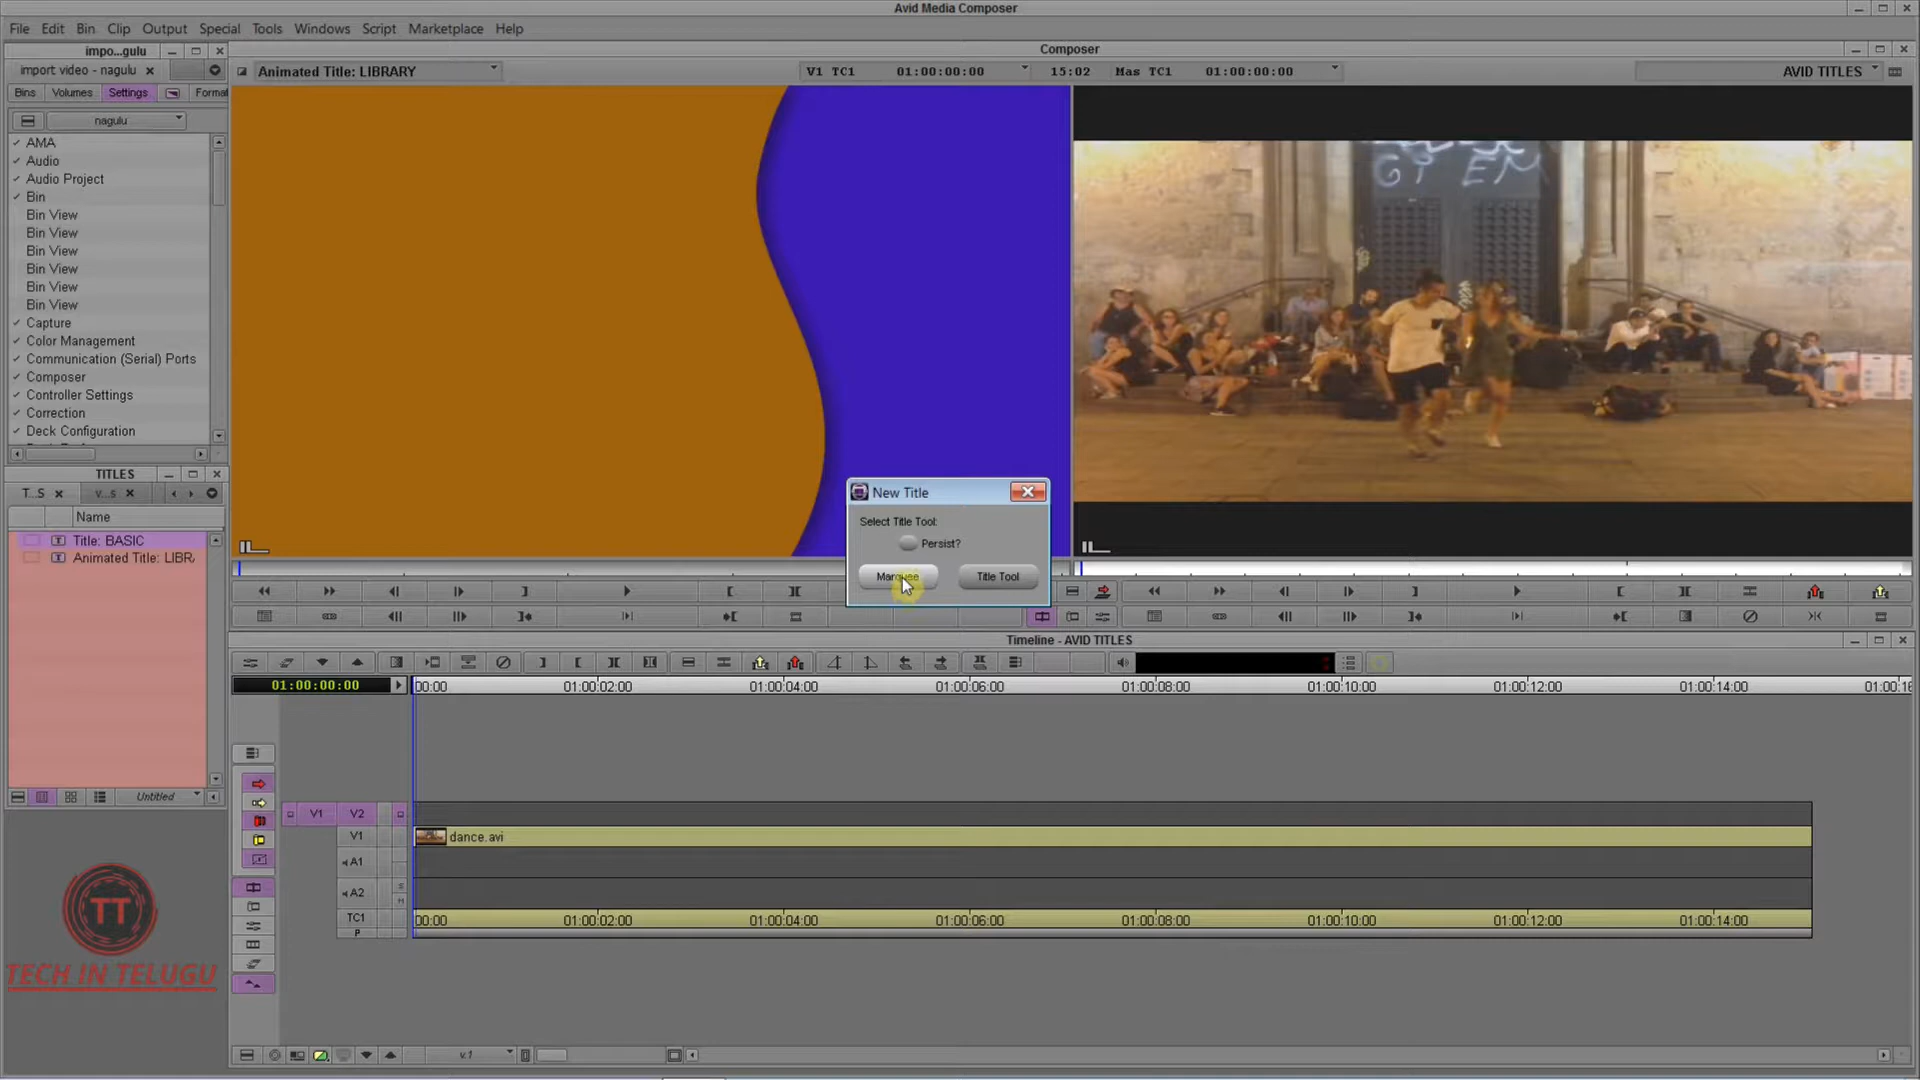 Avid Media Composer
File Edit Bin Clip Output Special Tools Windows Script Marketplace Help
impo...gulu
import video - nagulu
Bins Volumes Settings Format
nagulu
AMA
Audio
Audio Project
Bin
Bin View
Bin View
Bin View
Bin View
Bin View
Bin View
Capture
Color Management
Communication (Serial) Ports
Composer
Controller Settings
Correction
Deck Configuration
TITLES
T...S v...s
Name
Title: BASIC
Animated Title: LIBR
Untitled
TT
TECH IN TELUGU
Composer
Animated Title: LIBRARY
V1 TC1 01:00:00:00 15:02 Mas TC1 01:00:00:00
AVID TITLES
New Title
Select Title Tool:
Persist?
Marquee Title Tool
Timeline - AVID TITLES
01:00:00:00
00:00 01:00:02:00 01:00:04:00 01:00:06:00 01:00:08:00 01:00:10:00 01:00:12:00 01:00:14:00 01:00:16
V1 V2
V1 dance.avi
A1
A2
TC1 00:00 01:00:02:00 01:00:04:00 01:00:06:00 01:00:08:00 01:00:10:00 01:00:12:00 01:00:14:00
P
v.1